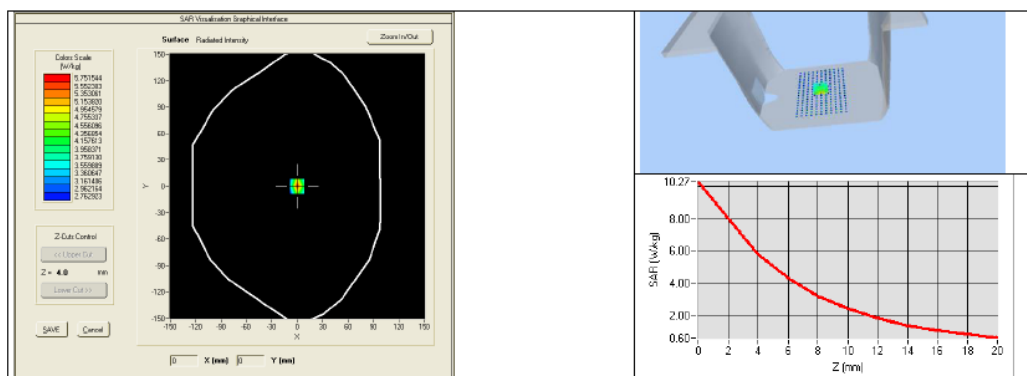 SAR Visualisation Graphical Interface
Surface Radiated Intensity
Zoom In/Out
Colors Scale
(W/kg)
5.751544
5.552303
5.353061
5.153820
4.954579
4.755337
4.556096
4.356854
4.157613
3.958371
3.759130
3.559889
3.360647
3.161406
2.962164
2.762923
Z-Cuts Control
<< Upper Cut
Z = 4.0 mm
Lower Cut >>
SAVE
Cancel
150
120
90
60
30
0
-30
-60
-90
-120
-150
Y
-150 -120 -90 -60 -30 0 30 60 90 120 150
X
0 X (mm) 0 Y (mm)
10.27
8.00
6.00
4.00
2.00
0.60
SAR (W/kg)
0 2 4 6 8 10 12 14 16 18 20
Z (mm)